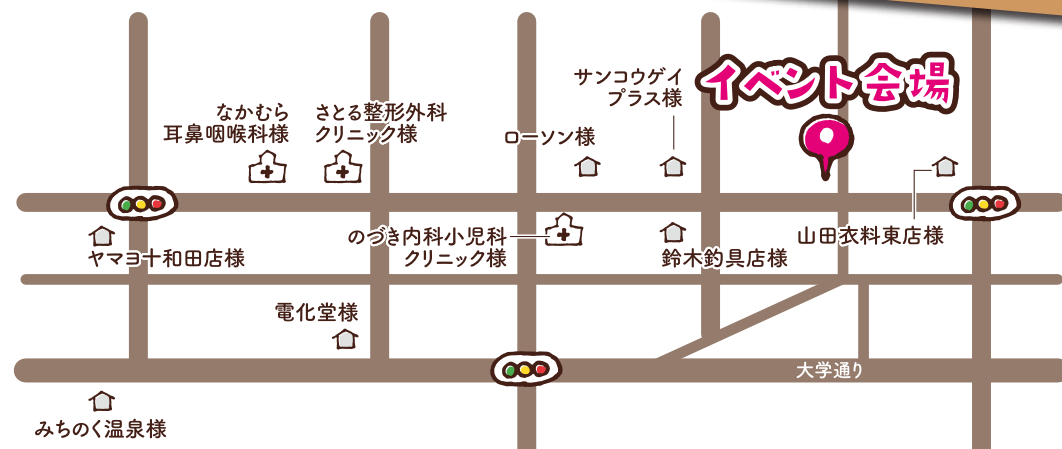 サンコウゲイ
プラス様
イベント会場
なかむら
耳鼻咽喉科様
さとる整形外科
クリニック様
ローソン様
のづき内科小児科
クリニック様
山田衣料東店様
ヤマヨ十和田店様
鈴木釣具店様
電化堂様
大学通り
みちのく温泉様